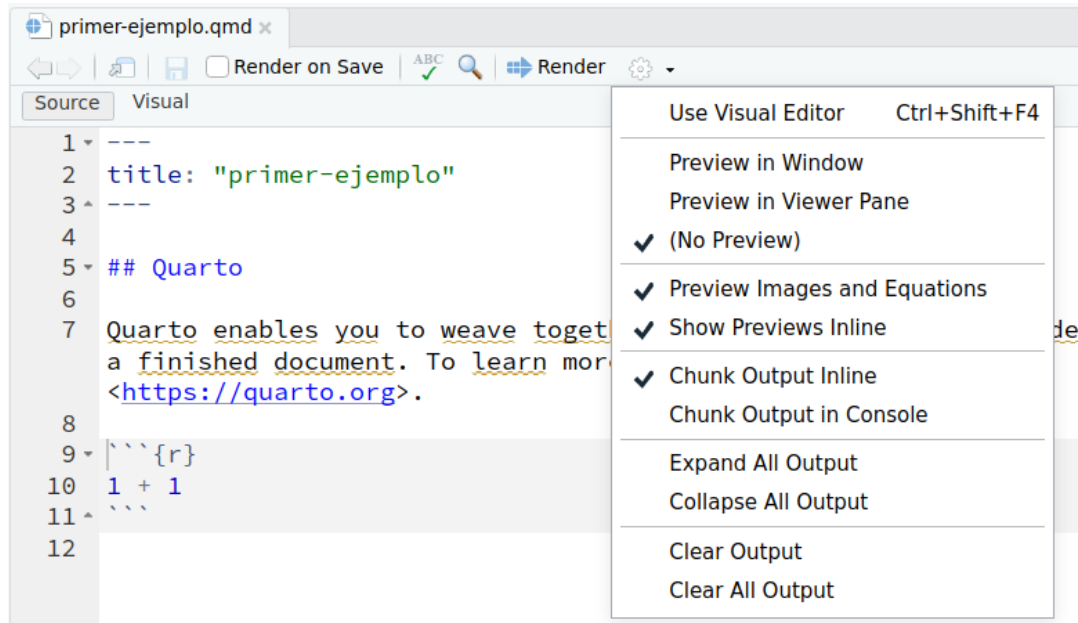 primer-ejemplo.qmd ×
Render on Save ABC Render
Source Visual
1 ---
2 title: "primer-ejemplo"
3 ---
4
5 ## Quarto
6
7 Quarto enables you to weave toget de
a finished document. To learn mor
<https://quarto.org>.
8
9 ```{r}
10 1 + 1
11 ```
12
Use Visual Editor Ctrl+Shift+F4
Preview in Window
Preview in Viewer Pane
(No Preview)
Preview Images and Equations
Show Previews Inline
Chunk Output Inline
Chunk Output in Console
Expand All Output
Collapse All Output
Clear Output
Clear All Output